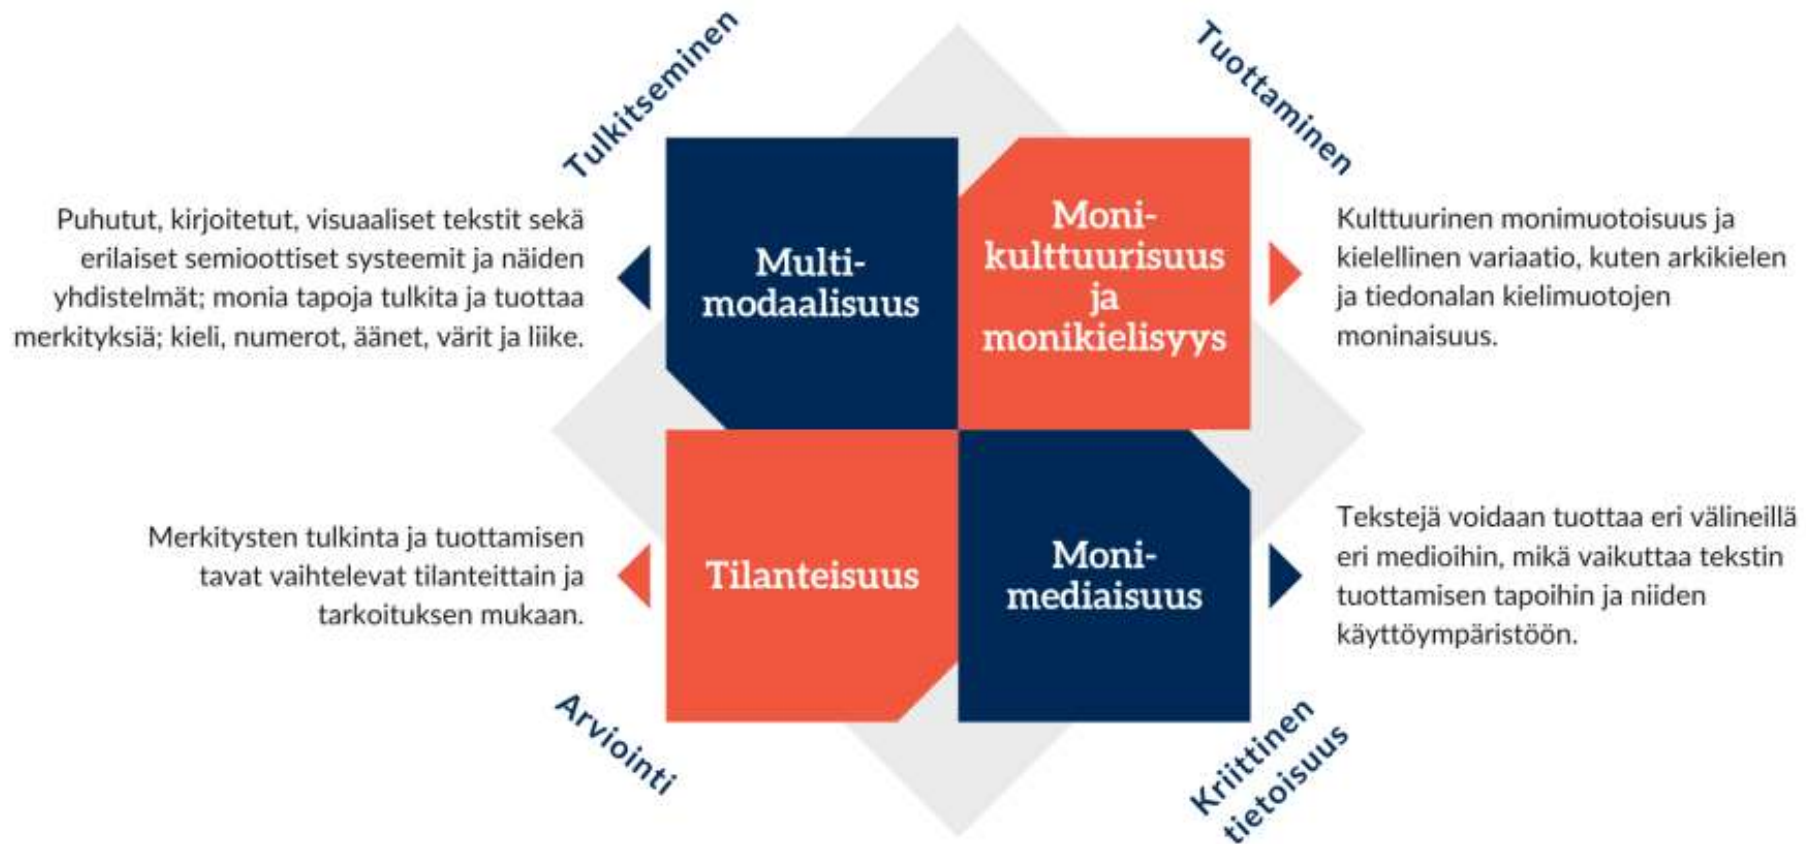 Tulkitseminen
Tuottaminen
Puhutut, kirjoitetut, visuaaliset tekstit sekä
erilaiset semioottiset systeemit ja näiden
yhdistelmät; monia tapoja tulkita ja tuottaa
merkityksiä; kieli, numerot, äänet, värit ja liike.
Multi-
modaalisuus
Moni-
kulttuurisuus
ja
monikielisyys
Kulttuurinen monimuotoisuus ja
kielellinen variaatio, kuten arkikielen
ja tiedonalan kielimuotojen
moninaisuus.
Merkitysten tulkinta ja tuottamisen
tavat vaihtelevat tilanteittain ja
tarkoituksen mukaan.
Tilanteisuus
Moni-
mediaisuus
Tekstejä voidaan tuottaa eri välineillä
eri medioihin, mikä vaikuttaa tekstin
tuottamisen tapoihin ja niiden
käyttöympäristöön.
Arviointi
Kriittinen
tietoisuus